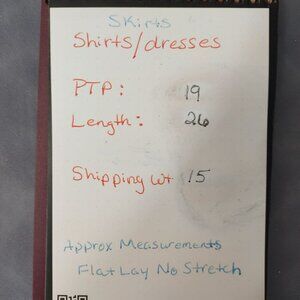 Skirts
Shirts/dresses
PTP: 19
Length: 26
Shipping wt 15
Approx Measurements
Flat Lay No Stretch